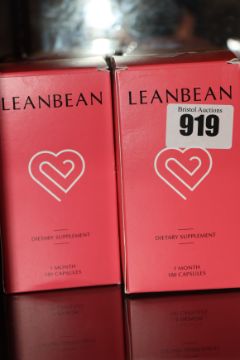 LEANBEAN
DIETARY SUPPLEMENT
1 MONTH
180 CAPSULES
LEANBEAN
Bristol Auctions
919
DIETARY SUPPLEMENT
1 MONTH
180 CAPSULES